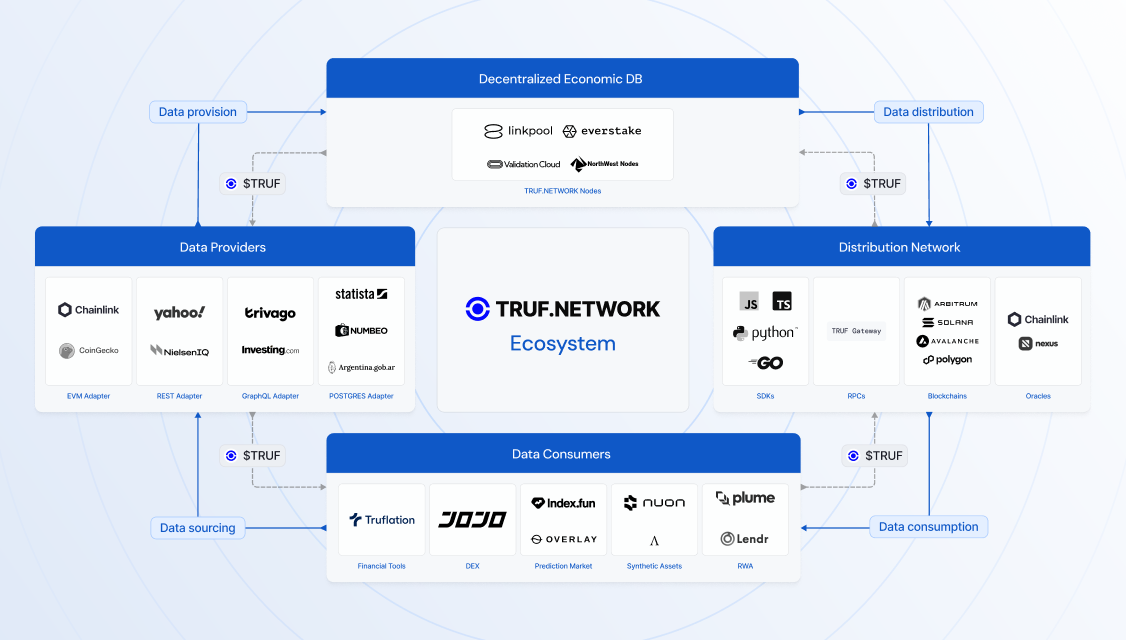 Decentralized Economic DB
Data provision
Data distribution
linkpool everstake
Validation Cloud NorthWest Nodes
TRUF.NETWORK Nodes
$TRUF
$TRUF
Data Providers
Chainlink
CoinGecko
EVM Adapter
yahoo!
NielsenIQ
REST Adapter
trivago
Investing.com
GraphQL Adapter
statista
NUMBEO
Argentina.gob.ar
POSTGRES Adapter
TRUF.NETWORK
Ecosystem
Distribution Network
JS TS
python™
GO
SDKs
TRUF Gateway
RPCs
ARBITRUM
SOLANA
AVALANCHE
polygon
Blockchains
Chainlink
nexus
Oracles
$TRUF
$TRUF
Data sourcing
Data consumption
Data Consumers
Truflation
Financial Tools
JOJO
DEX
Index.fun
OVERLAY
Prediction Market
NUON
Λ
Synthetic Assets
plume
Lendr
RWA